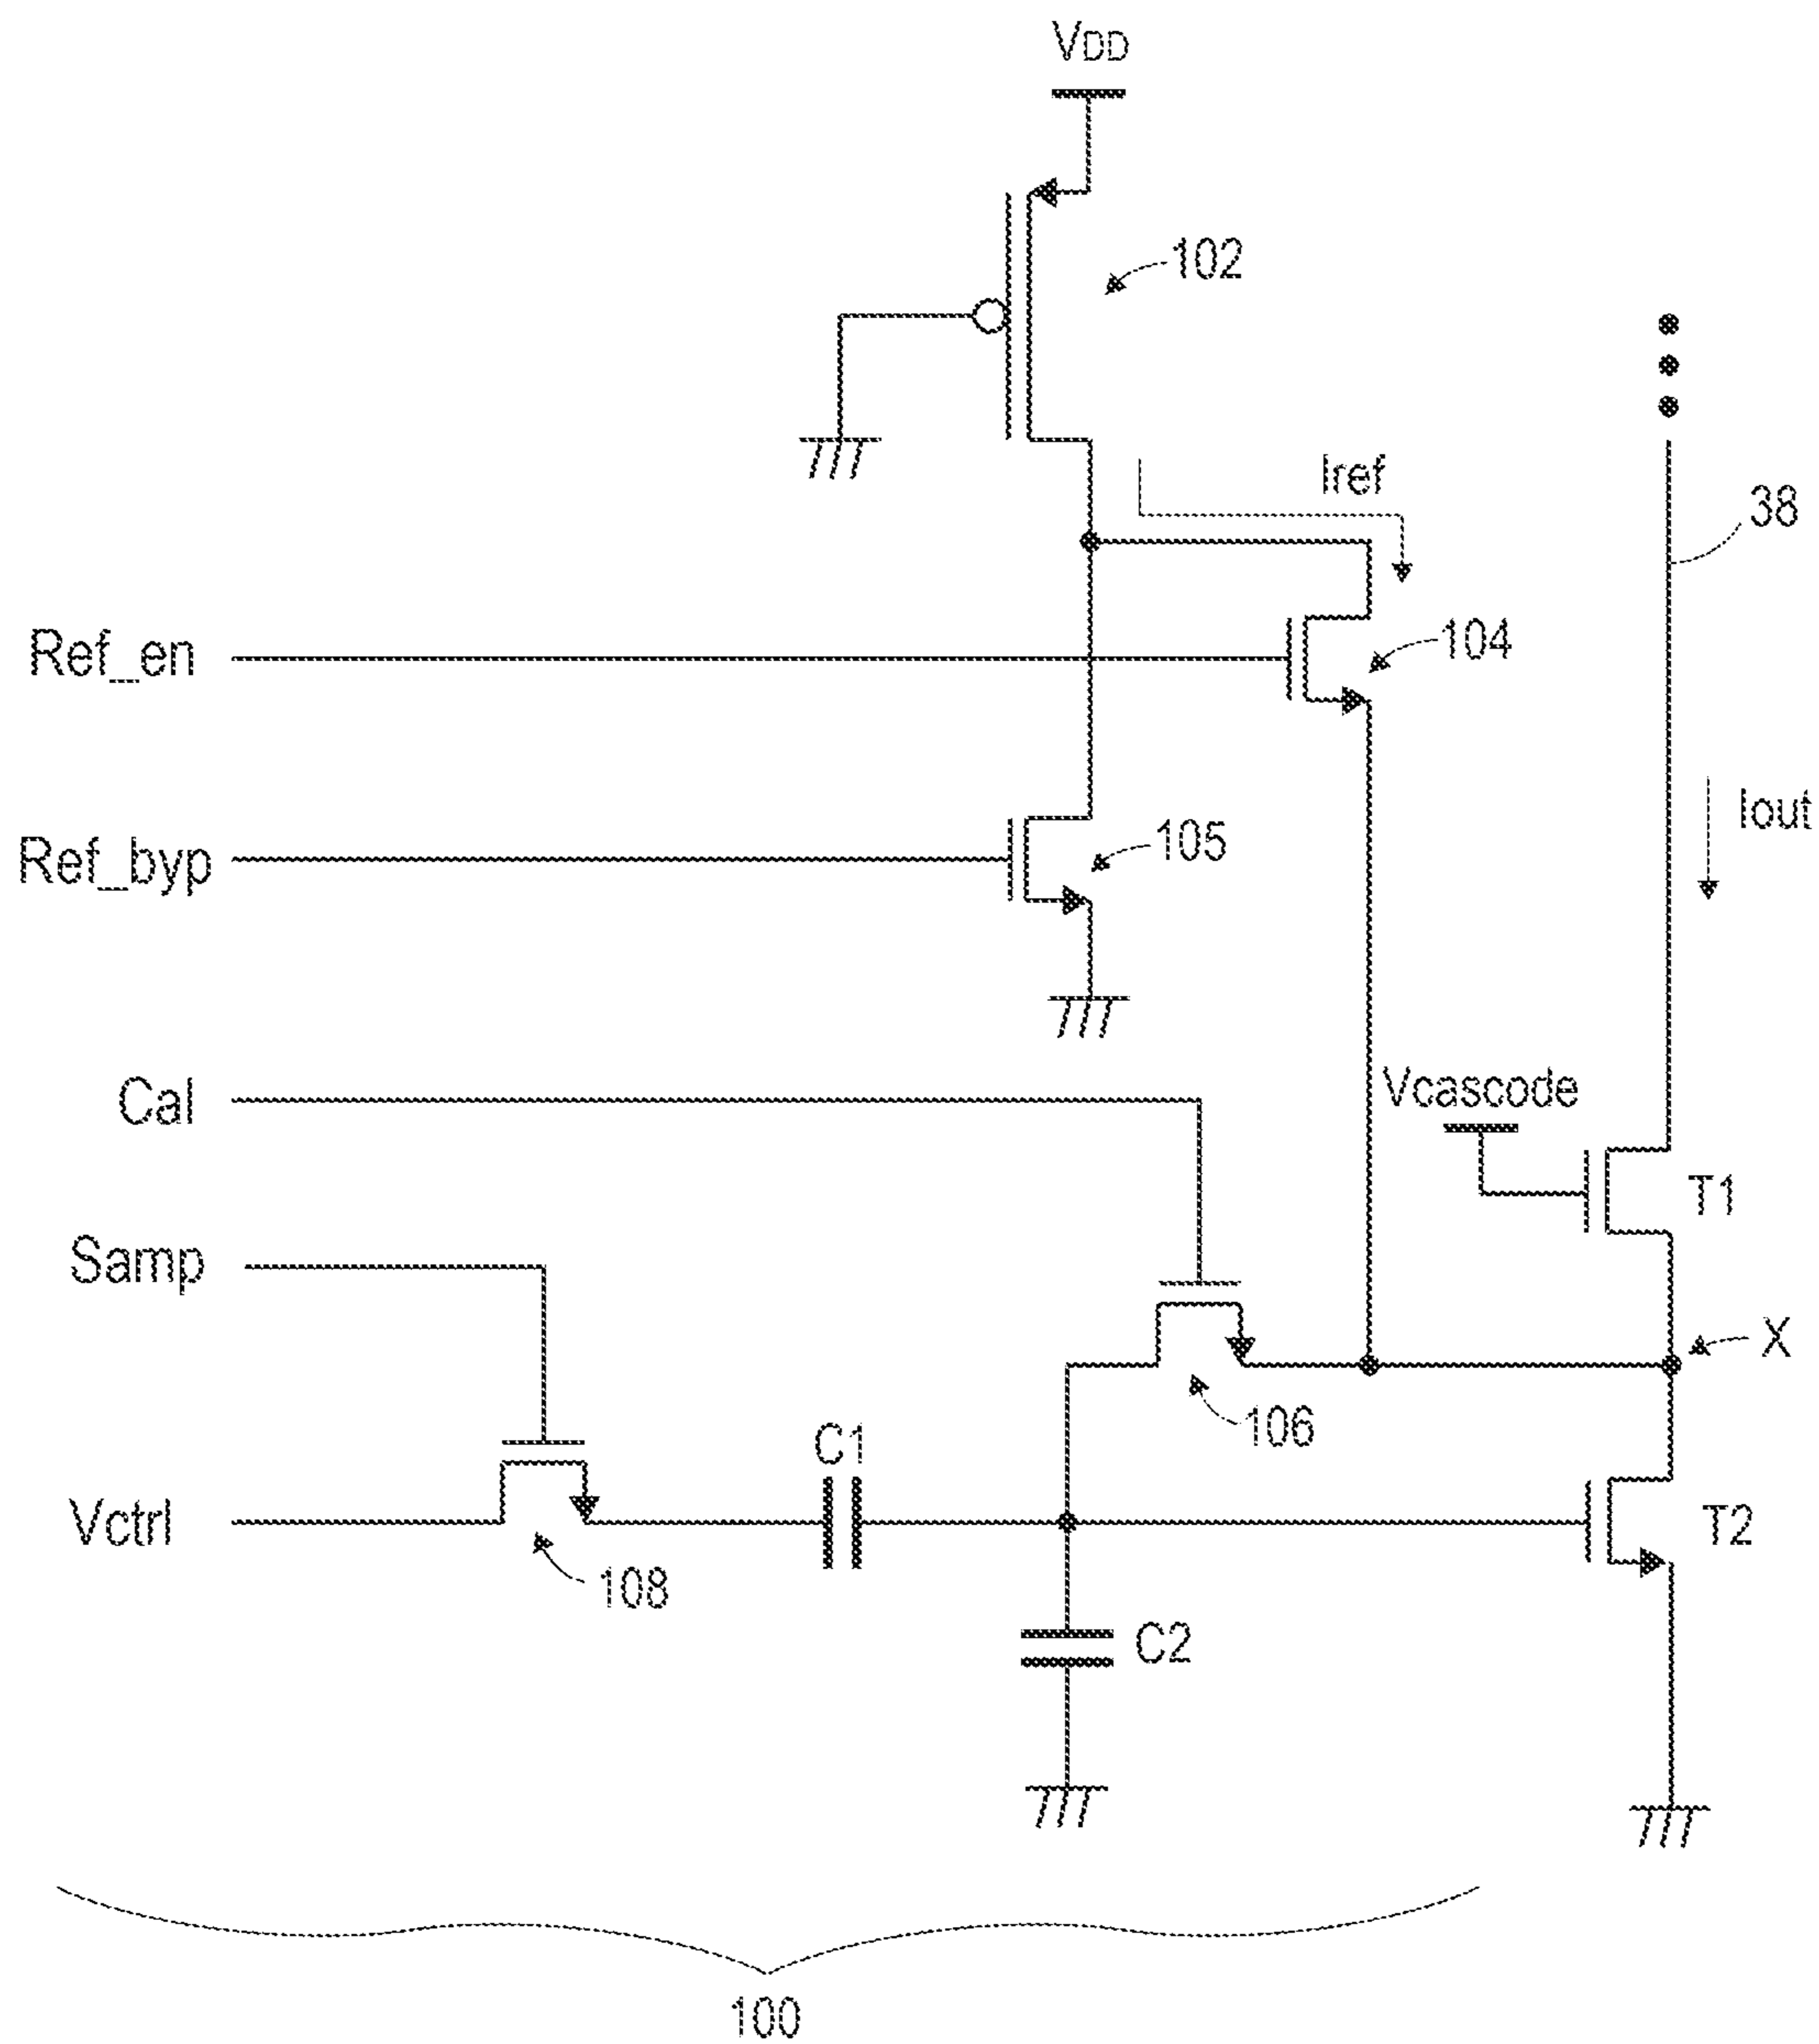 VDD
102
Iref
38
Ref_en
104
Iout
Ref_byp
105
Cal
Vcascode
T1
Samp
X
106
C1
Vctrl
T2
108
C2
100